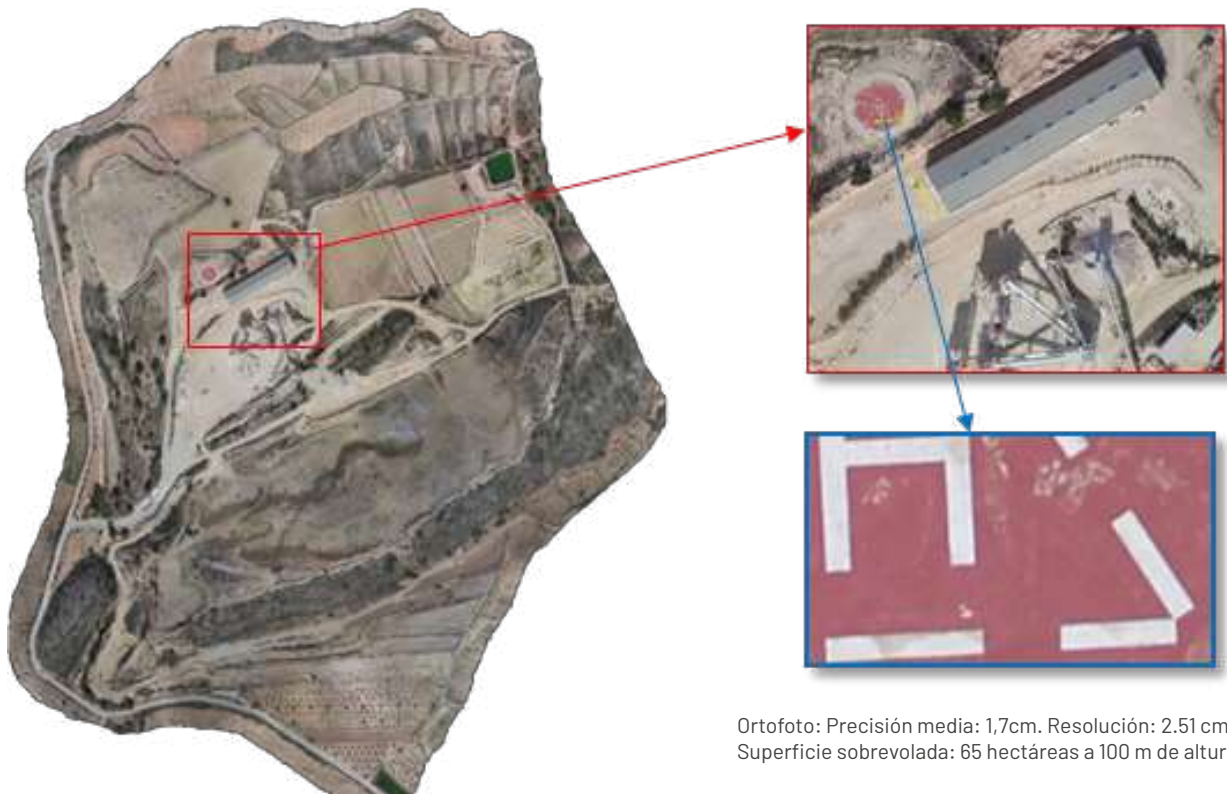 Ortofoto: Precisión media: 1,7cm. Resolución: 2.51 cm
Superficie sobrevolada: 65 hectáreas a 100 m de altur